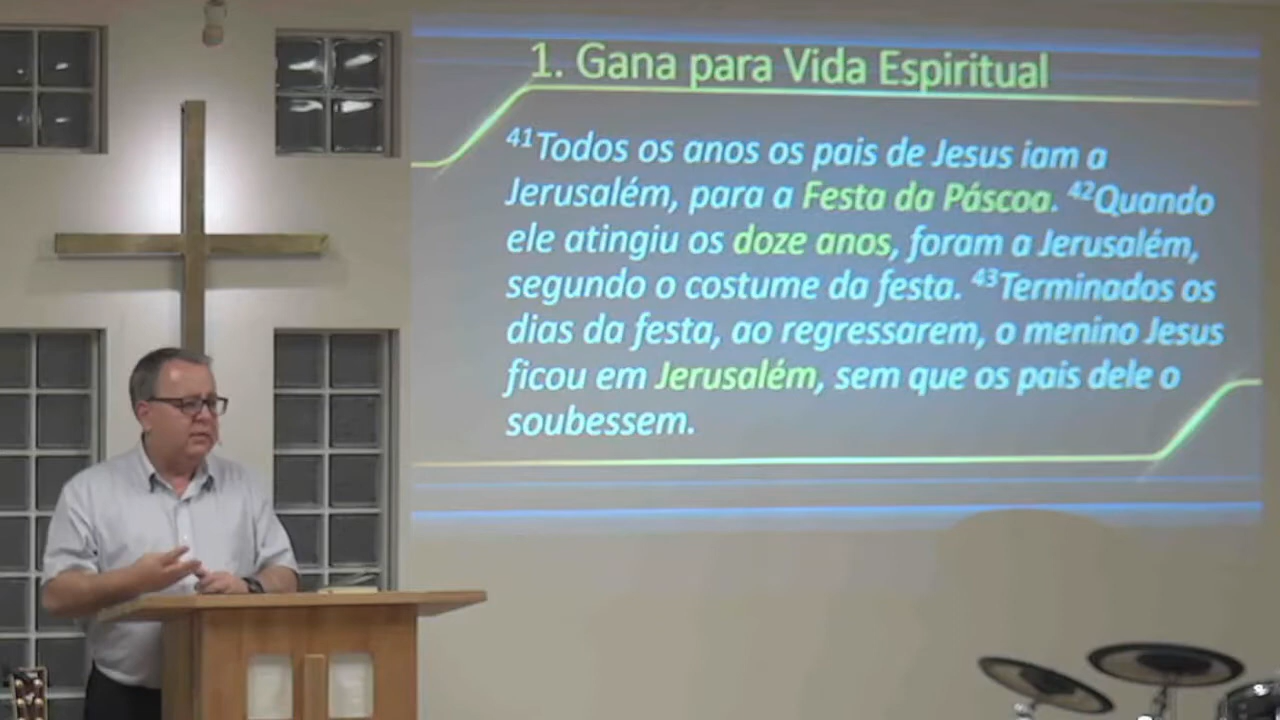 1. Gana para Vida Espiritual
⁴¹Todos os anos os pais de Jesus iam a
Jerusalém, para a Festa da Páscoa. ⁴²Quando
ele atingiu os doze anos, foram a Jerusalém,
segundo o costume da festa. ⁴³Terminados os
dias da festa, ao regressarem, o menino Jesus
ficou em Jerusalém, sem que os pais dele o
soubessem.